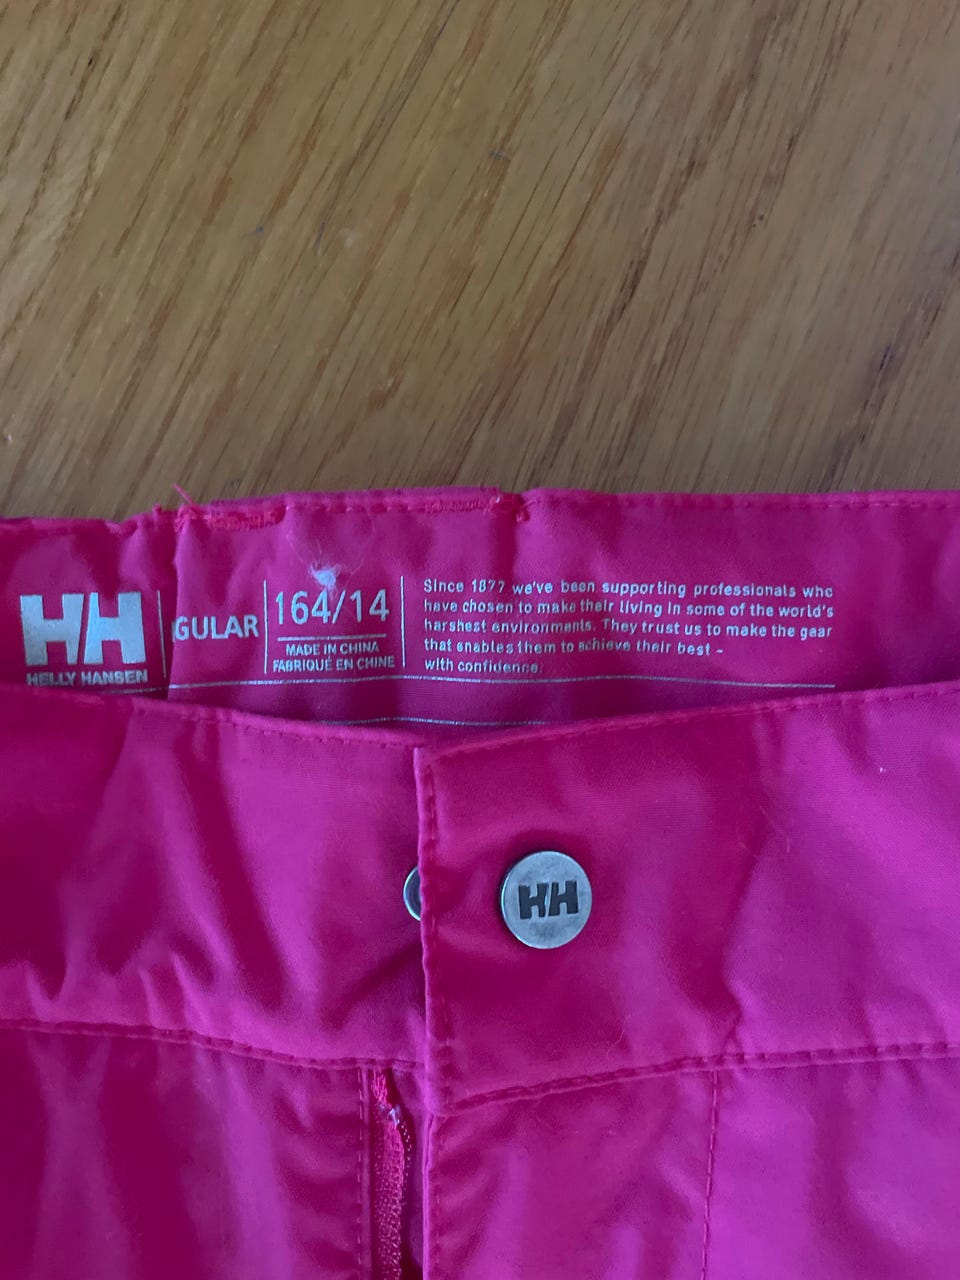 HH
HELLY HANSEN
GULAR
164/14
MADE IN CHINA
FABRIQUÉ EN CHINE
Since 1877 we've been supporting professionals who
have chosen to make their living in some of the world's
harshest environments. They trust us to make the gear
that enables them to achieve their best -
with confidence.
HH